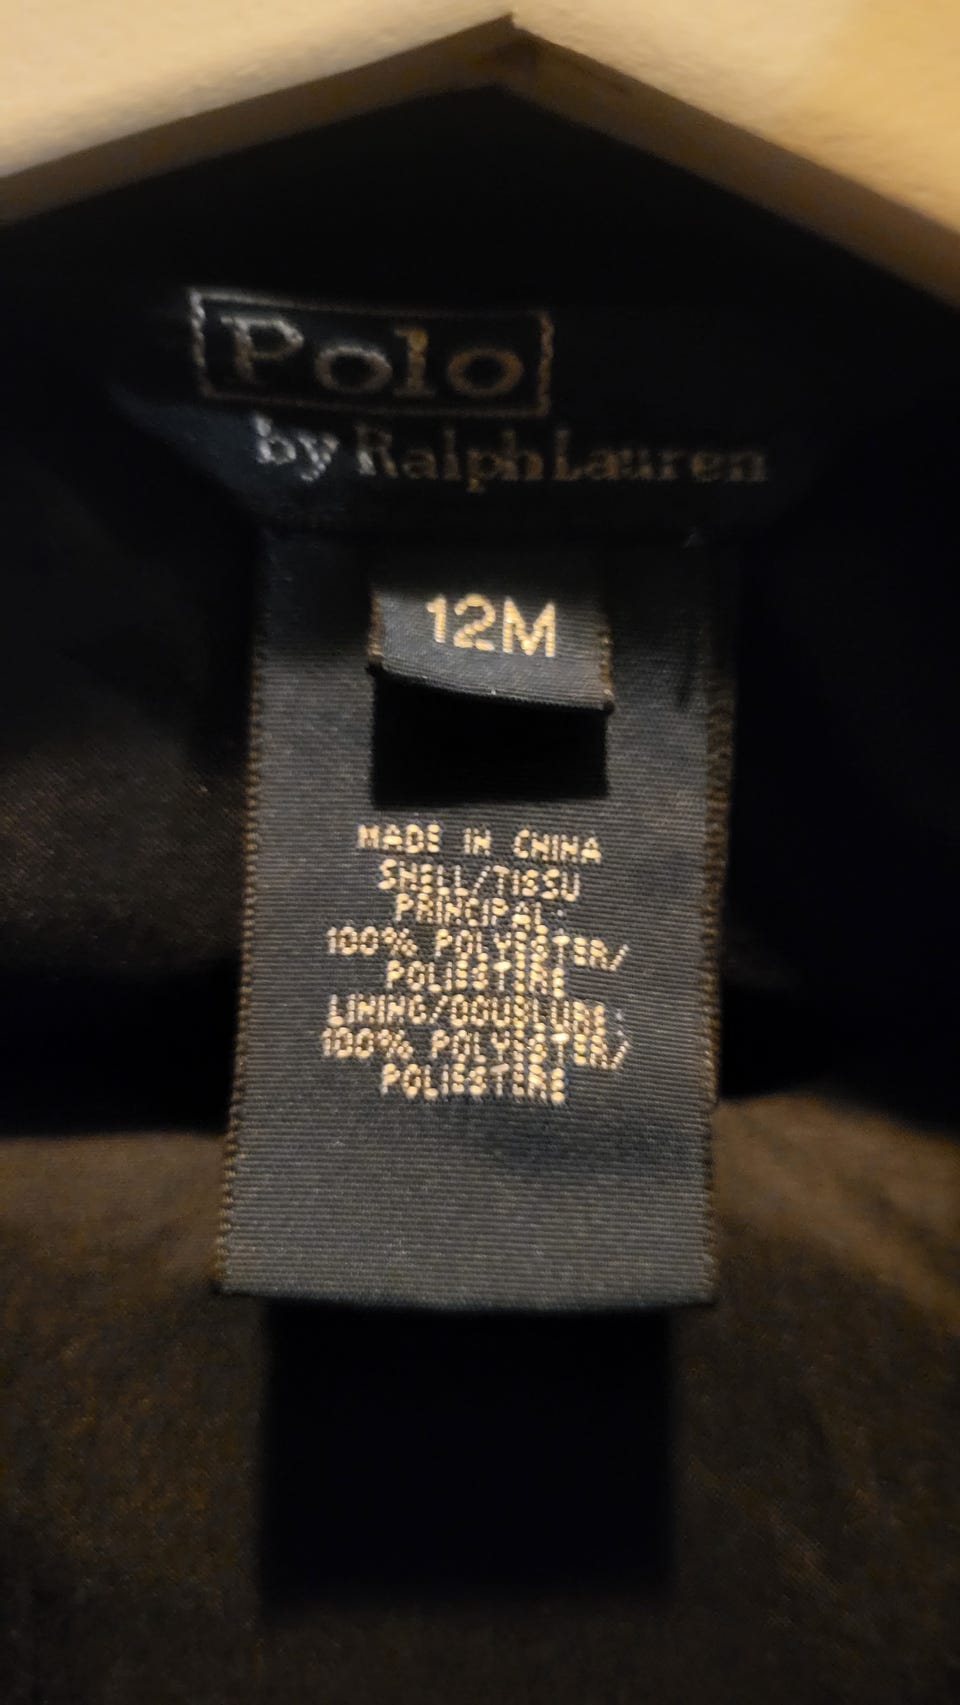 Polo
by Ralph Lauren
12M
MADE IN CHINA
SHELL/TISSU
PRINCIPAL:
100% POLYESTER/
POLIESTERE
LINING/DOUBLURE:
100% POLYESTER/
POLIESTERE